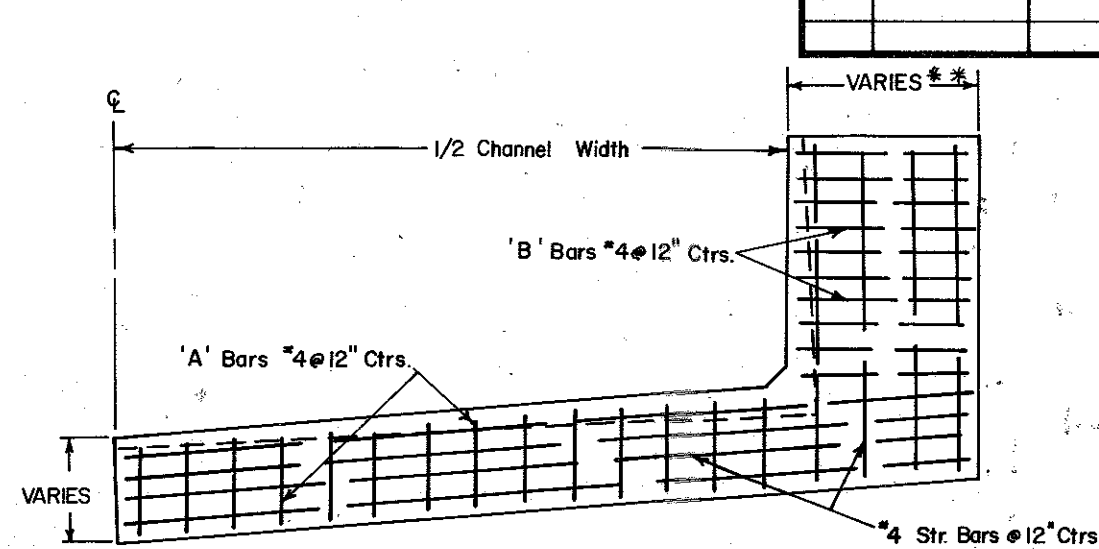 VARIES * *
℄
1/2 Channel Width
'B' Bars #4@12" Ctrs.
'A' Bars #4@12" Ctrs.
VARIES
#4 Str. Bars @ 12" Ctrs